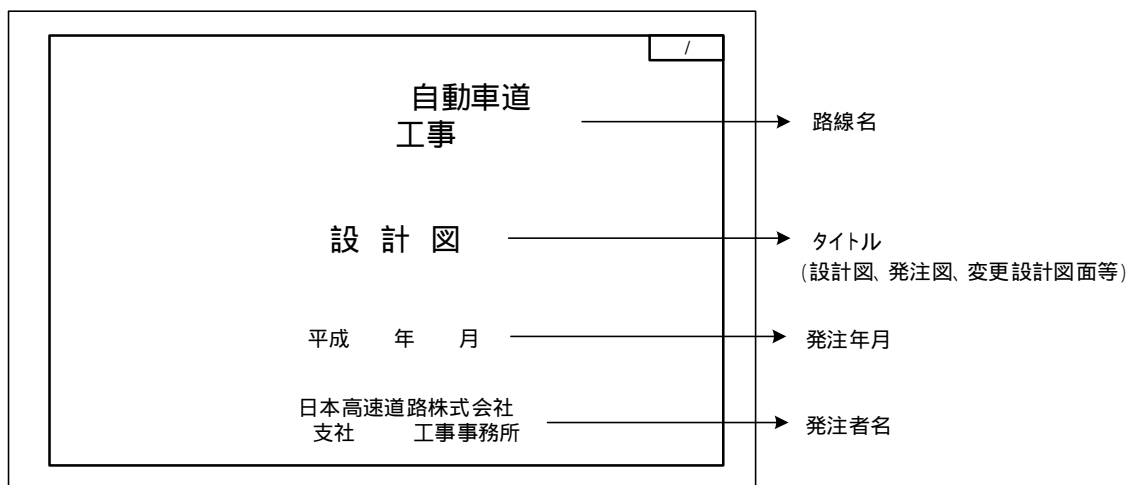 /
自動車道
工事
路線名
設 計 図
タイトル
(設計図、発注図、変更設計図面等)
平成 年 月
発注年月
日本高速道路株式会社
支社 工事事務所
発注者名